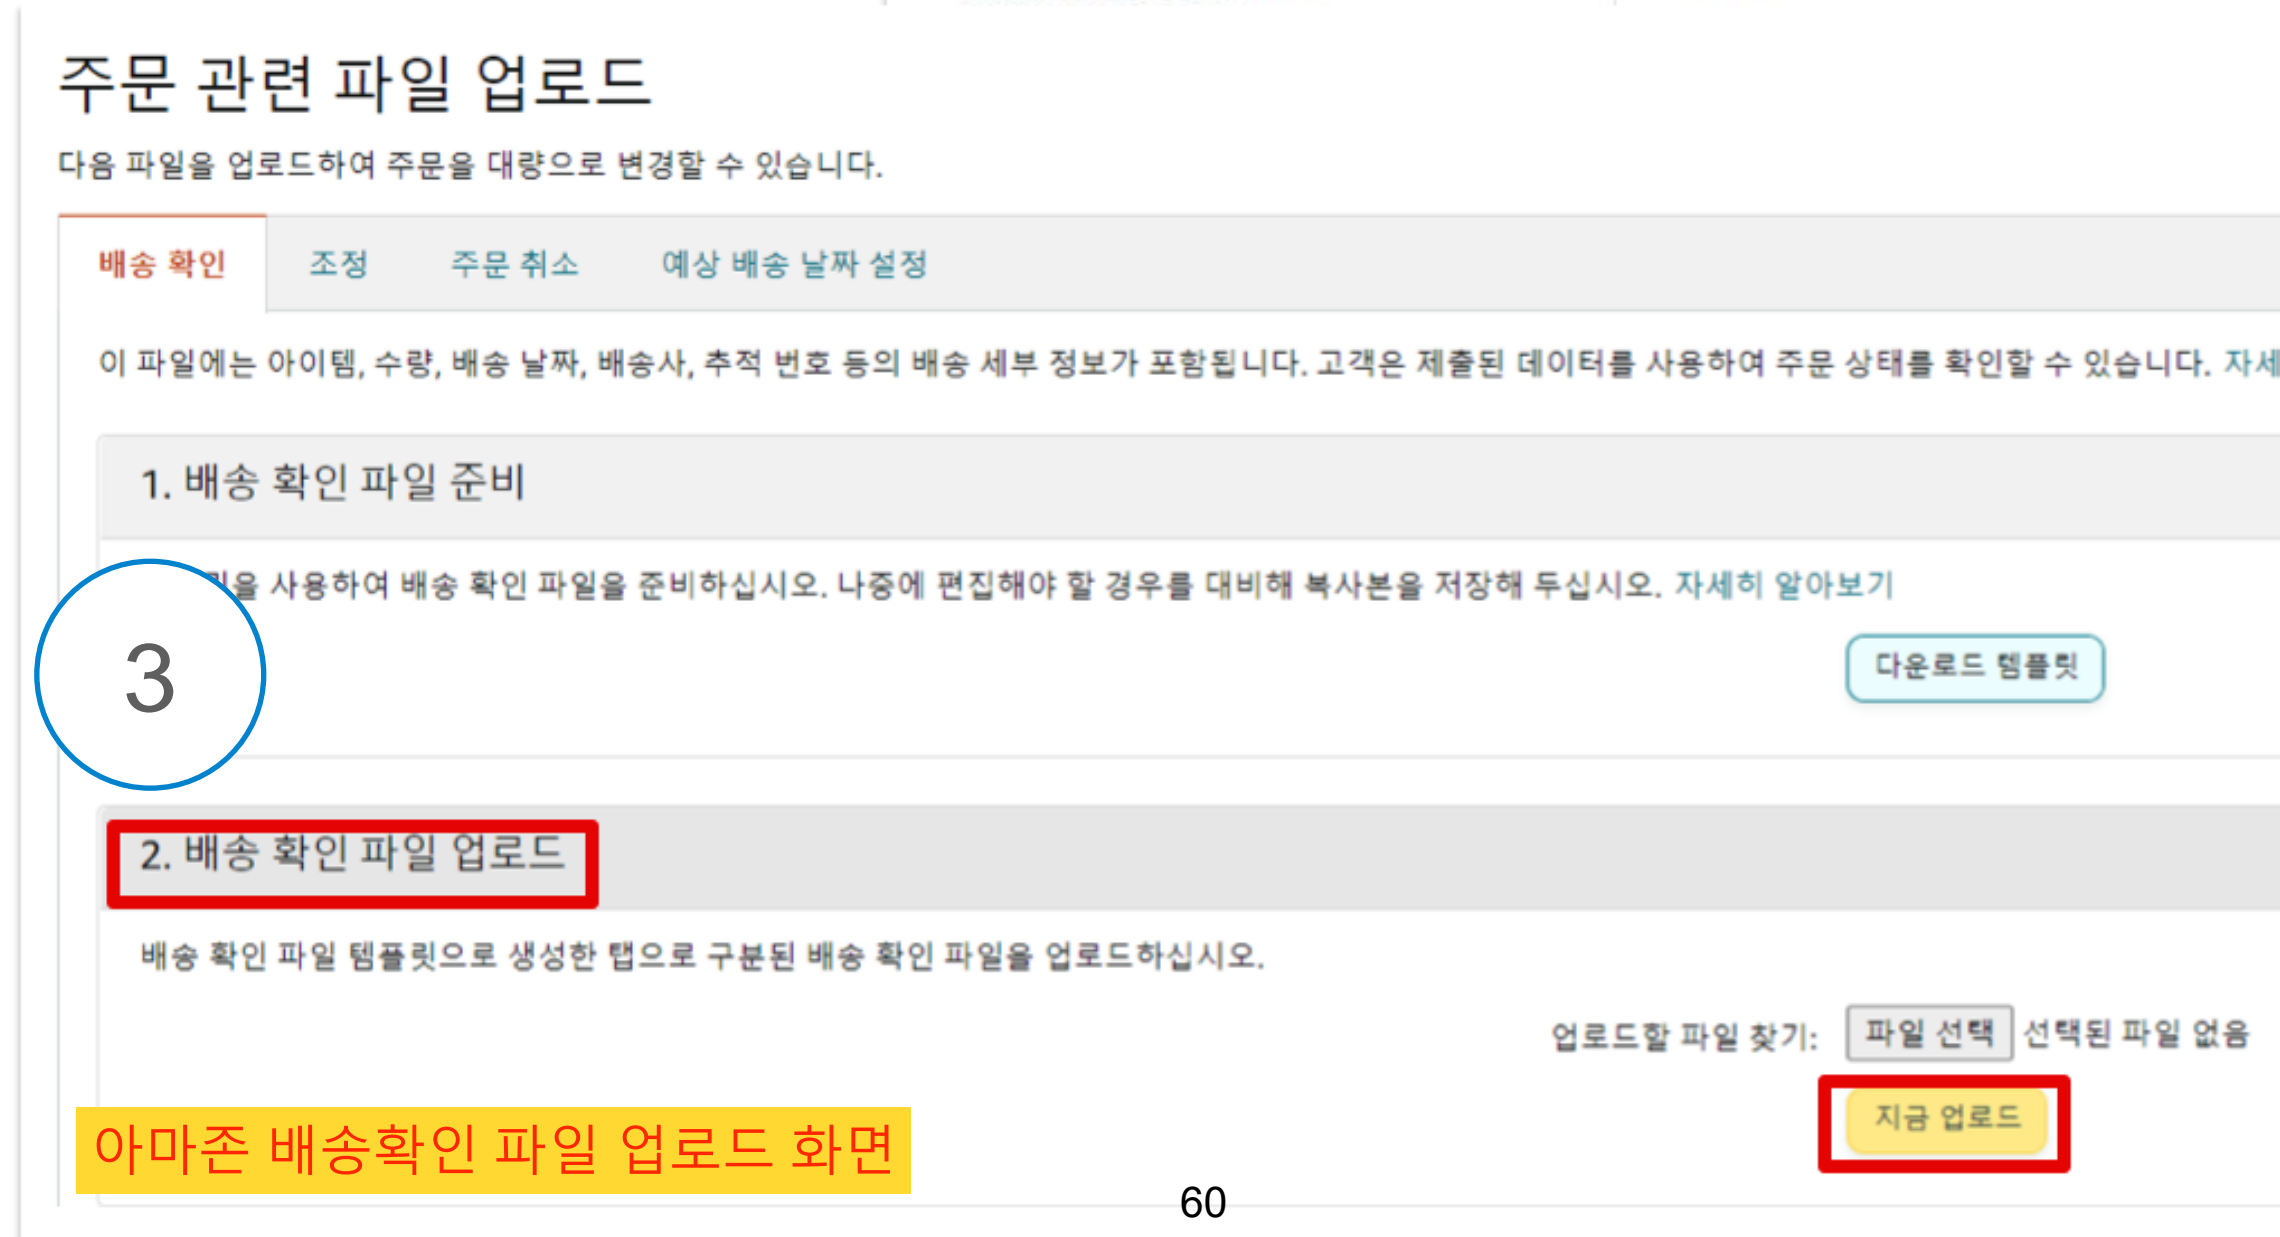 주문 관련 파일 업로드
다음 파일을 업로드하여 주문을 대량으로 변경할 수 있습니다.
배송 확인 조정 주문 취소 예상 배송 날짜 설정
이 파일에는 아이템, 수량, 배송 날짜, 배송사, 추적 번호 등의 배송 세부 정보가 포함됩니다. 고객은 제출된 데이터를 사용하여 주문 상태를 확인할 수 있습니다. 자세
1. 배송 확인 파일 준비
사용하여 배송 확인 파일을 준비하십시오. 나중에 편집해야 할 경우를 대비해 복사본을 저장해 두십시오. 자세히 알아보기
3
다운로드 템플릿
2. 배송 확인 파일 업로드
배송 확인 파일 템플릿으로 생성한 탭으로 구분된 배송 확인 파일을 업로드하십시오.
업로드할 파일 찾기: 파일 선택 선택된 파일 없음
지금 업로드
아마존 배송확인 파일 업로드 화면
60